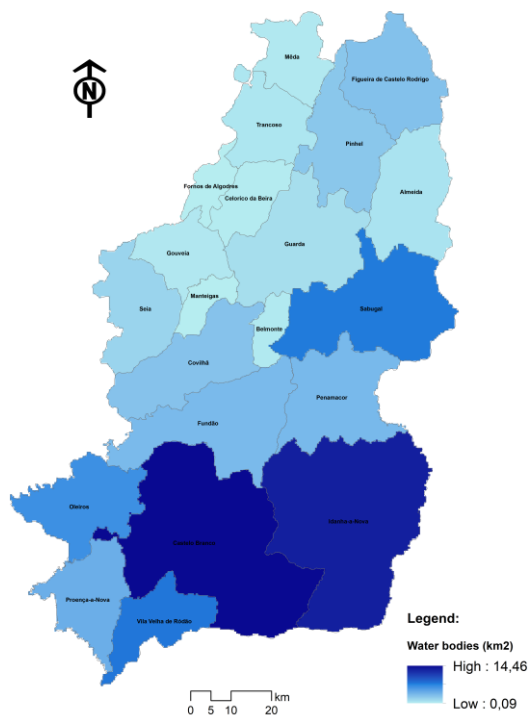 Mêda
Figueira de Castelo Rodrigo
Trancoso
Pinhel
Fornos de Algodres
Celorico da Beira
Almeida
Guarda
Gouveia
Manteigas
Seia
Sabugal
Belmonte
Covilhã
Penamacor
Fundão
Oleiros
Idanha-a-Nova
Castelo Branco
Proença-a-Nova
Vila Velha de Ródão
N
Legend:
Water bodies (km2)
High : 14,46
Low : 0,09
km
0 5 10 20